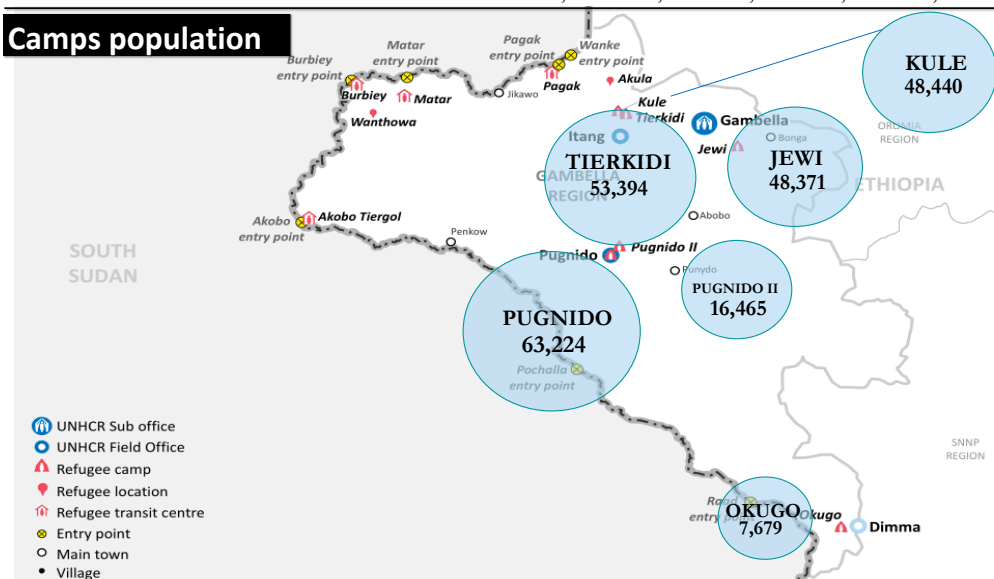 Camps population
Burbiey
entry point
Matar
entry point
Pagak
entry point
Wanke
entry point
KULE
48,440
Burbiey
Matar
Wanthowa
Jikawo
Pagak
Akula
Kule
Tierkidi
Itang
Gambella
Bonga
Jewi
OROMIA
REGION
TIERKIDI
53,394
GAMBELLA
REGION
JEWI
48,371
ETHIOPIA
Akobo
entry point
Akobo Tiergol
Penkow
Abobo
SOUTH
SUDAN
Pugnido
Pugnido II
Punydo
PUGNIDO II
16,465
PUGNIDO
63,224
Pochalla
entry point
UNHCR Sub office
UNHCR Field Office
Refugee camp
Refugee location
Refugee transit centre
Entry point
Main town
Village
SNNP
REGION
Raad
entry point
OKUGO
7,679
Okugo
Dimma